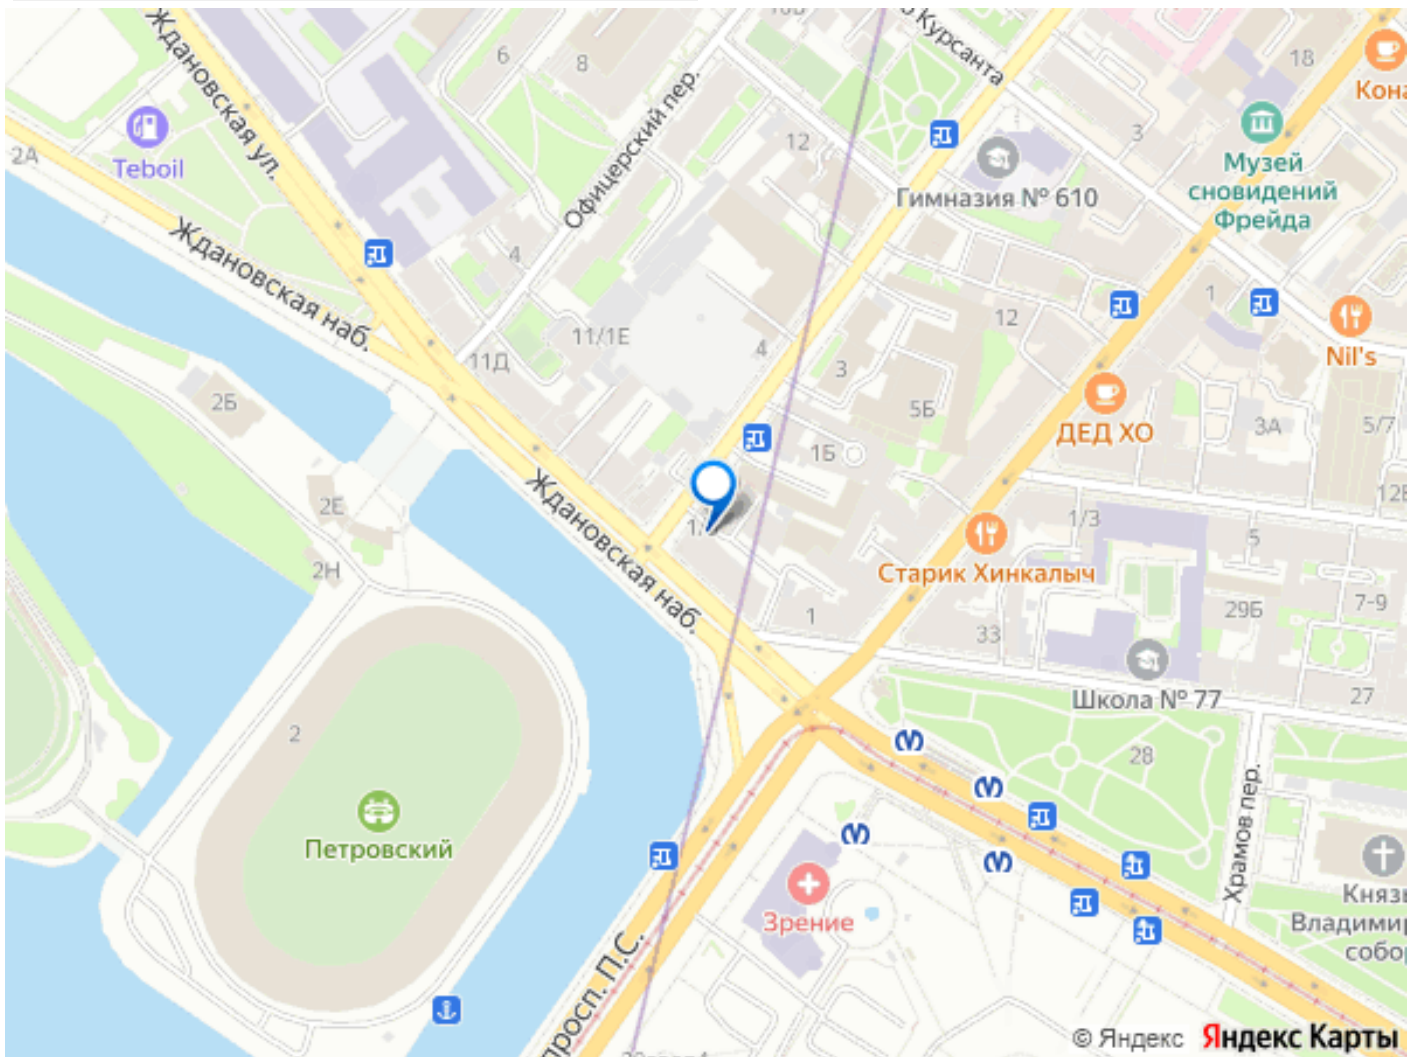 10В
о Курсанта
Ждановская ул.
6
8
Офицерский пер.
18
Кона
2А
Teboil
12
3
Музей
сновидений
Фрейда
Гимназия № 610
Ждановская наб.
4
1
11/1Е
12
11Д
4
3
Nil's
2Б
5Б
ДЕД ХО
3А
5/7
1Б
2Е
Ждановская наб.
12Е
1/3
5
Старик Хинкалыч
2Н
1
33
29Б
7-9
Школа № 77
27
2
28
Петровский
Храмов пер.
Зрение
Князь
Владимир
собор
просп. П.С.
© Яндекс Яндекс Карты